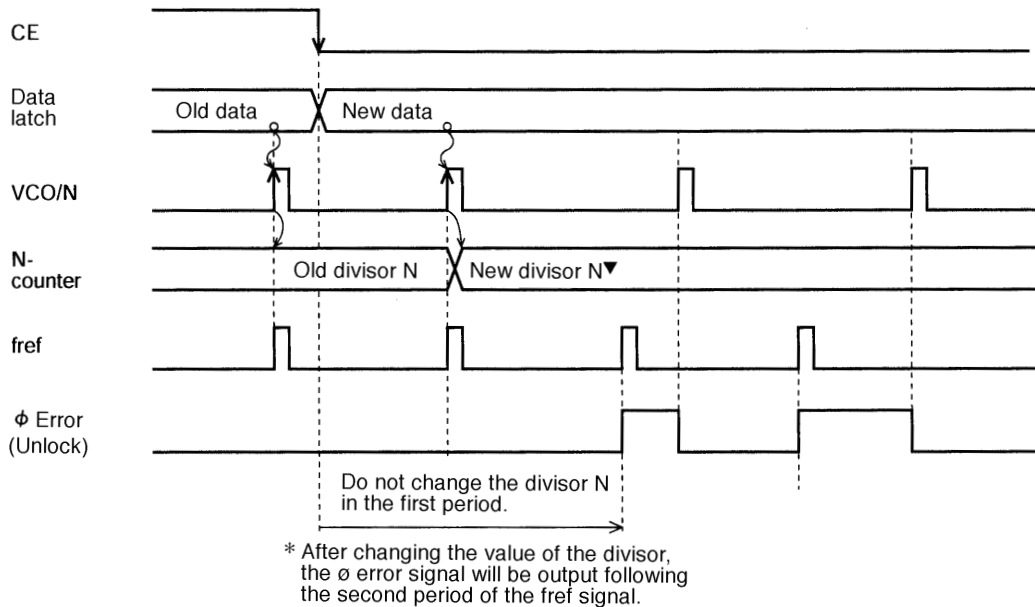 CE
Data
latch
Old data
New data
VCO/N
N-
counter
Old divisor N
New divisor N▼
fref
ϕ Error
(Unlock)
Do not change the divisor N
in the first period.
* After changing the value of the divisor,
the ø error signal will be output following
the second period of the fref signal.